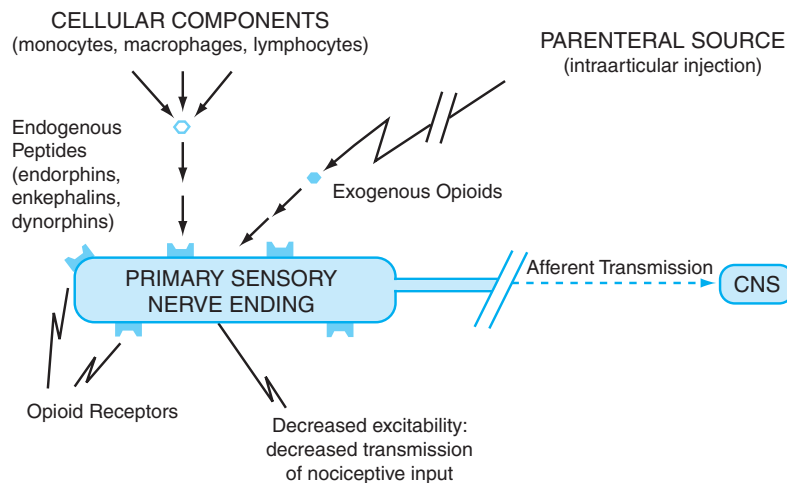 CELLULAR COMPONENTS
(monocytes, macrophages, lymphocytes)
PARENTERAL SOURCE
(intraarticular injection)
Endogenous
Peptides
(endorphins,
enkephalins,
dynorphins)
Exogenous Opioids
PRIMARY SENSORY
NERVE ENDING
Afferent Transmission
CNS
Opioid Receptors
Decreased excitability:
decreased transmission
of nociceptive input